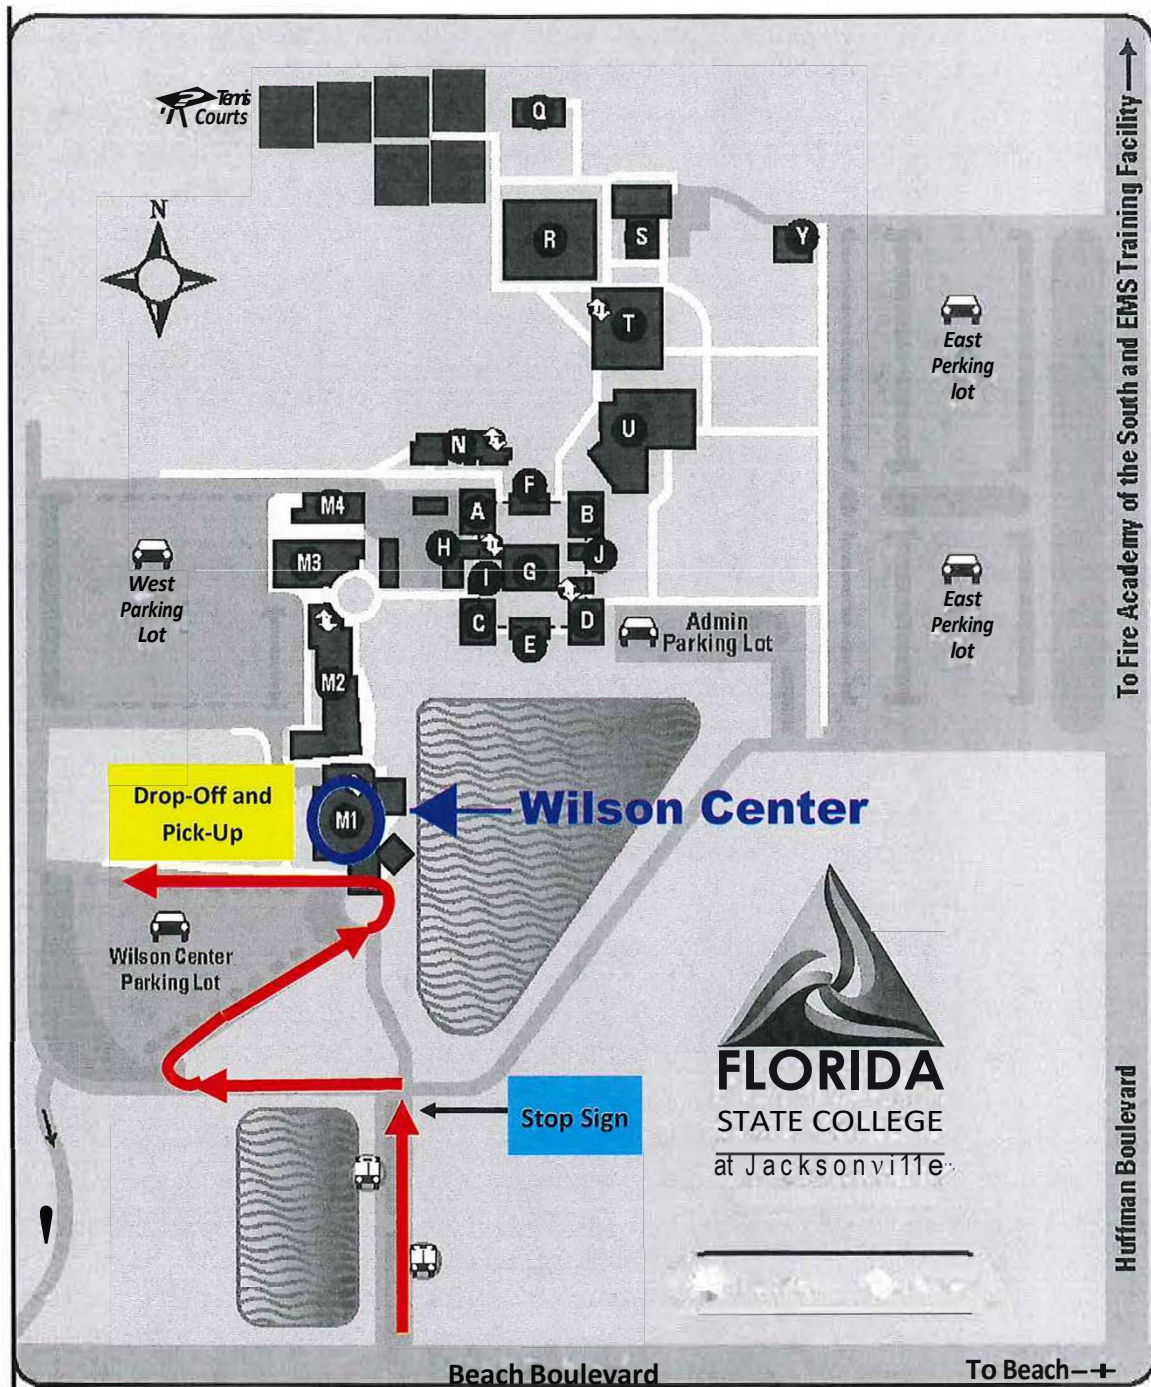 Temis
Courts
N
Q
R
S
Y
T
U
N
F
A
B
H
J
I
G
C
D
E
M4
M3
M2
M1
East
Perking
lot
East
Perking
lot
West
Parking
Lot
Admin
Parking Lot
Drop-Off and
Pick-Up
Wilson Center
Wilson Center
Parking Lot
Stop Sign
FLORIDA
STATE COLLEGE
at Jacksonvi11e
To Fire Academy of the South and EMS Training Facility
Huffman Boulevard
Beach Boulevard
To Beach